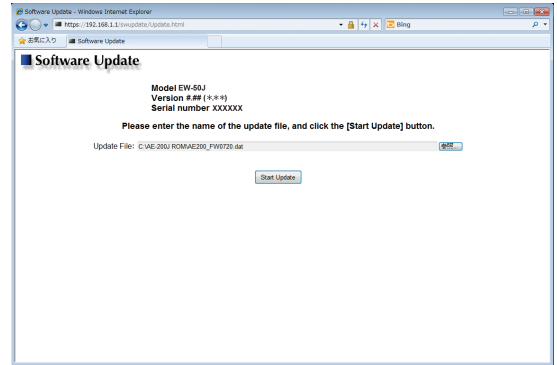 Software Update - Windows Internet Explorer
https://192.168.1.1/swupdate/Update.html
Bing
お気に入り
Software Update
Software Update
Model EW-50J
Version #.## (*.**)
Serial number XXXXXX
Please enter the name of the update file, and click the [Start Update] button.
Update File: C:\AE-200J ROM\AE200_FW0720.dat 参照...
Start Update